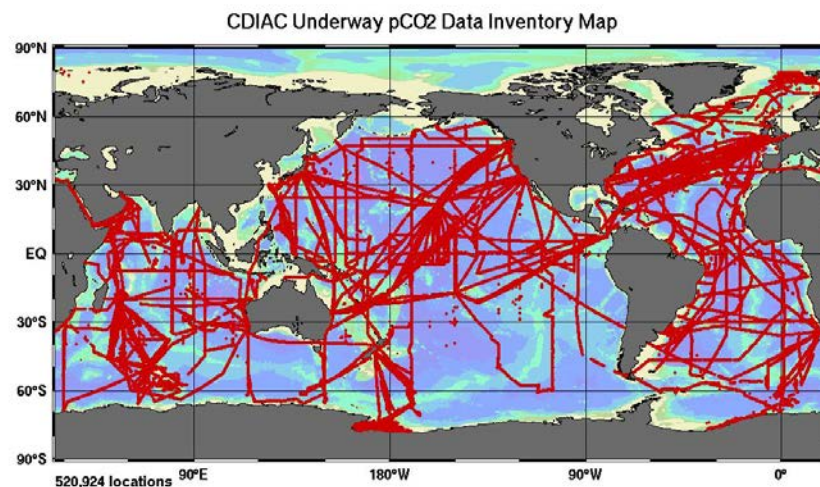 CDIAC Underway pCO2 Data Inventory Map
90°N
60°N
30°N
EQ
30°S
60°S
90°S
90°E 180°W 90°W 0°
520,924 locations